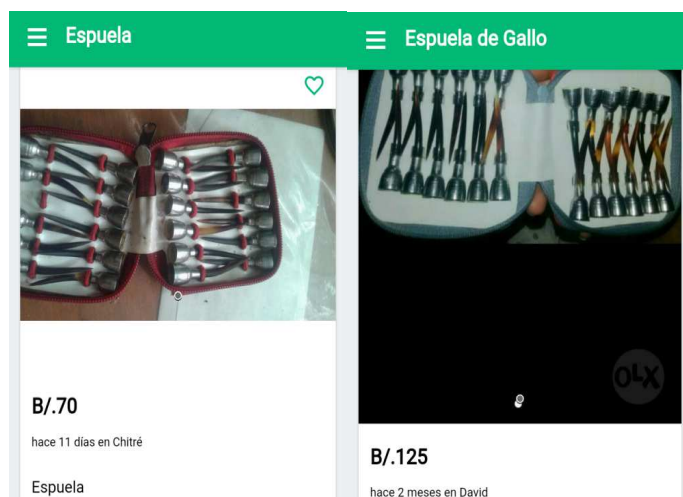 Espuela
B/.70
hace 11 días en Chitré
Espuela
Espuela de Gallo
OLX
B/.125
hace 2 meses en David